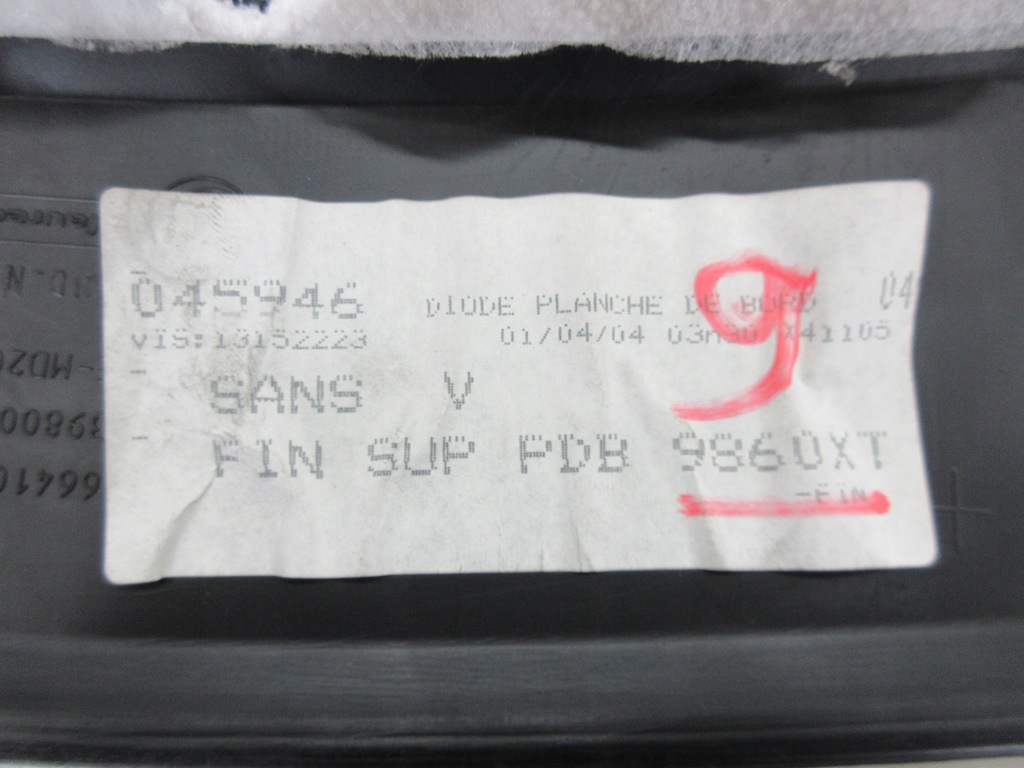 045946 DIODE PLANCHE DE BORD 04
VIS:13152223 01/04/04 03H30 X41105
- SANS V
- FIN SUP PDB 9860XT
-FIN
9